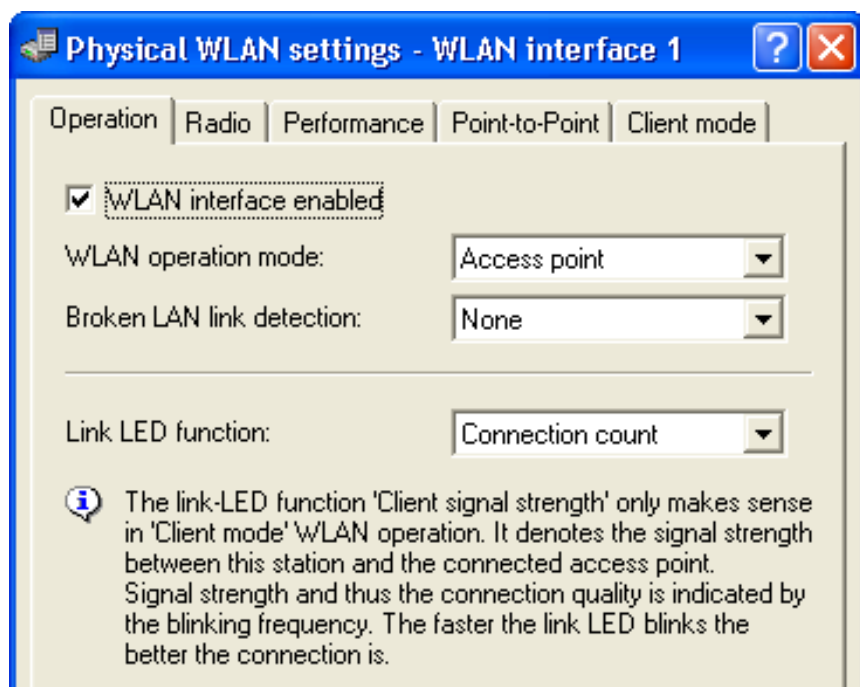 Physical WLAN settings - WLAN interface 1
Operation
Radio
Performance
Point-to-Point
Client mode
WLAN interface enabled
WLAN operation mode:
Access point
Broken LAN link detection:
None
Link LED function:
Connection count
The link-LED function 'Client signal strength' only makes sense
in 'Client mode' WLAN operation. It denotes the signal strength
between this station and the connected access point.
Signal strength and thus the connection quality is indicated by
the blinking frequency. The faster the link LED blinks the
better the connection is.